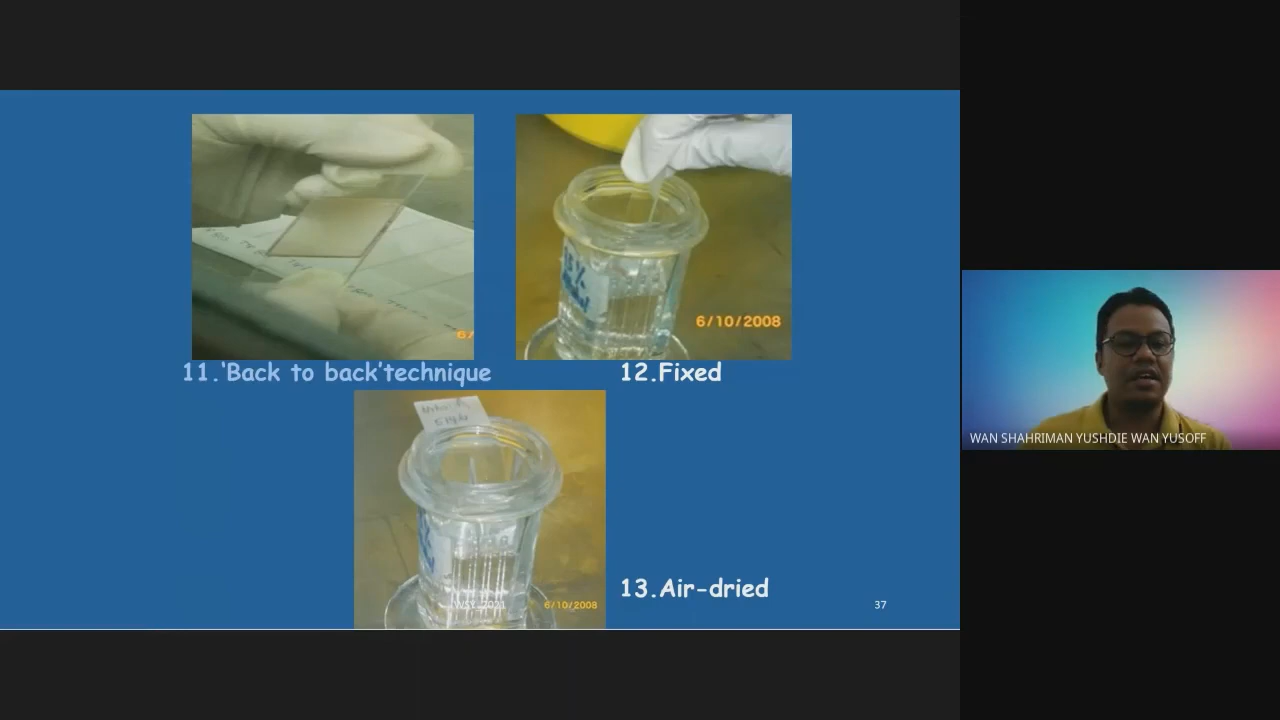 6/10/2008
11.‘Back to back’technique
12.Fixed
13.Air-dried
WSY_2021
6/10/2008
37
WAN SHAHRIMAN YUSHDIE WAN YUSOFF